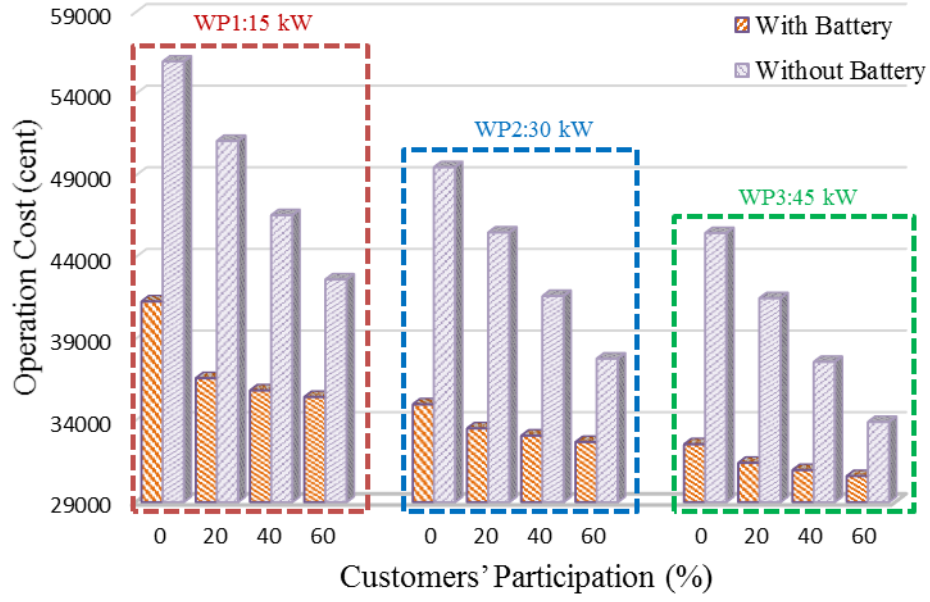 59000
54000
49000
44000
39000
34000
29000
Operation Cost (cent)
WP1:15 kW
WP2:30 kW
WP3:45 kW
With Battery
Without Battery
0 20 40 60 0 20 40 60 0 20 40 60
Customers' Participation (%)